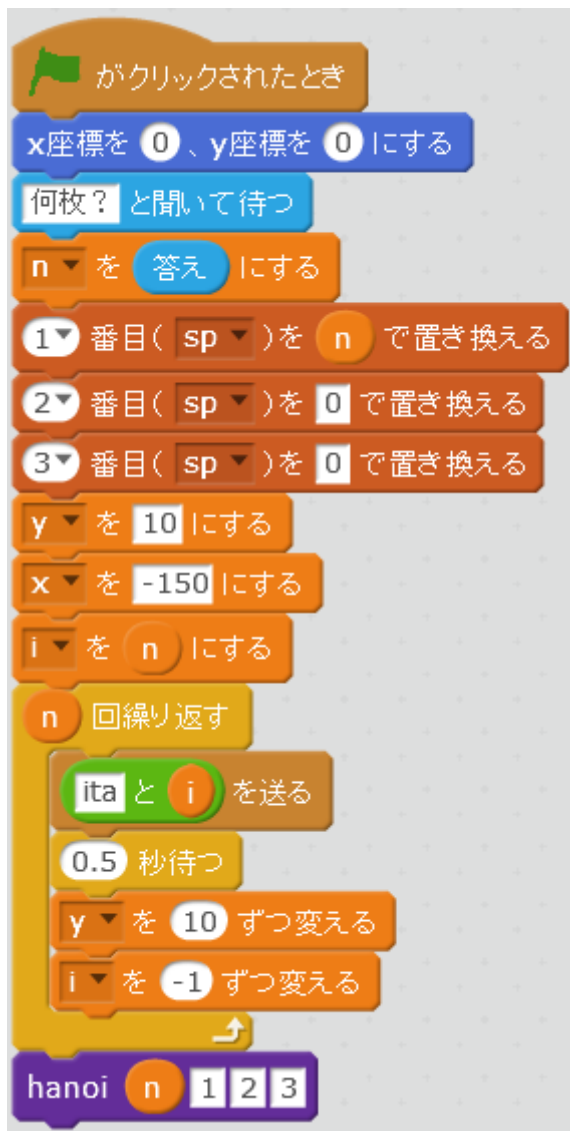 がクリックされたとき
x座標を 0 、y座標を 0 にする
何枚? と聞いて待つ
n を 答え にする
1 番目( sp )を n で置き換える
2 番目( sp )を 0 で置き換える
3 番目( sp )を 0 で置き換える
y を 10 にする
x を -150 にする
i を n にする
n 回繰り返す
ita と i を送る
0.5 秒待つ
y を 10 ずつ変える
i を -1 ずつ変える
hanoi n 1 2 3